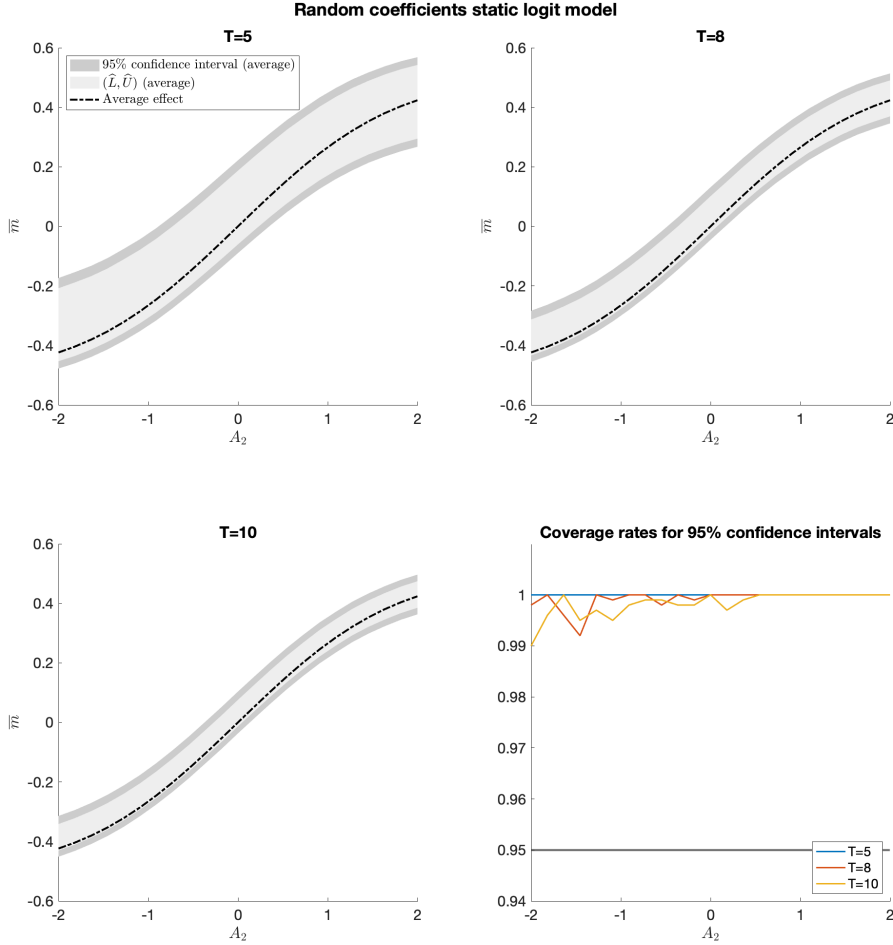 Random coefficients static logit model
T=5
0.6
0.4
0.2
0
-0.2
-0.4
-0.6
m̅
-2
-1
0
1
2
A₂
95% confidence interval (average)
(L̂, Û) (average)
Average effect
T=8
0.6
0.4
0.2
0
-0.2
-0.4
-0.6
m̅
-2
-1
0
1
2
A₂
T=10
0.6
0.4
0.2
0
-0.2
-0.4
-0.6
m̅
-2
-1
0
1
2
A₂
Coverage rates for 95% confidence intervals
1
0.99
0.98
0.97
0.96
0.95
0.94
-2
-1
0
1
2
A₂
T=5
T=8
T=10